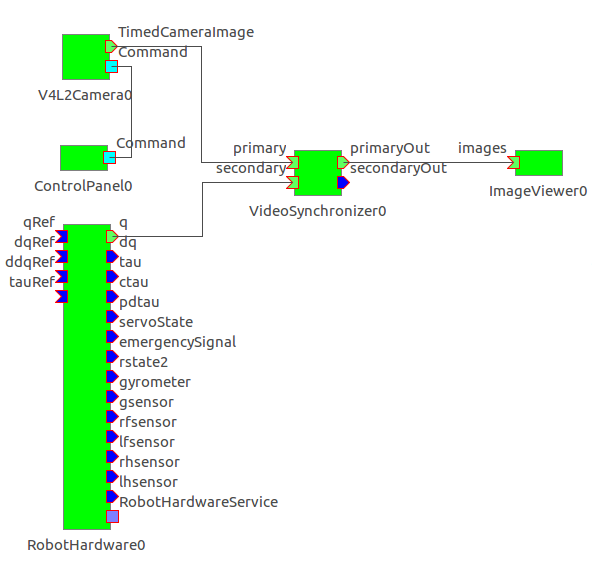 TimedCameraImage
Command
V4L2Camera0
Command
ControlPanel0
primary
secondary
primaryOut
secondaryOut
VideoSynchronizer0
images
ImageViewer0
qRef
dqRef
ddqRef
tauRef
q
dq
tau
ctau
pdtau
servoState
emergencySignal
rstate2
gyrometer
gsensor
rfsensor
lfsensor
rhsensor
lhsensor
RobotHardwareService
RobotHardware0